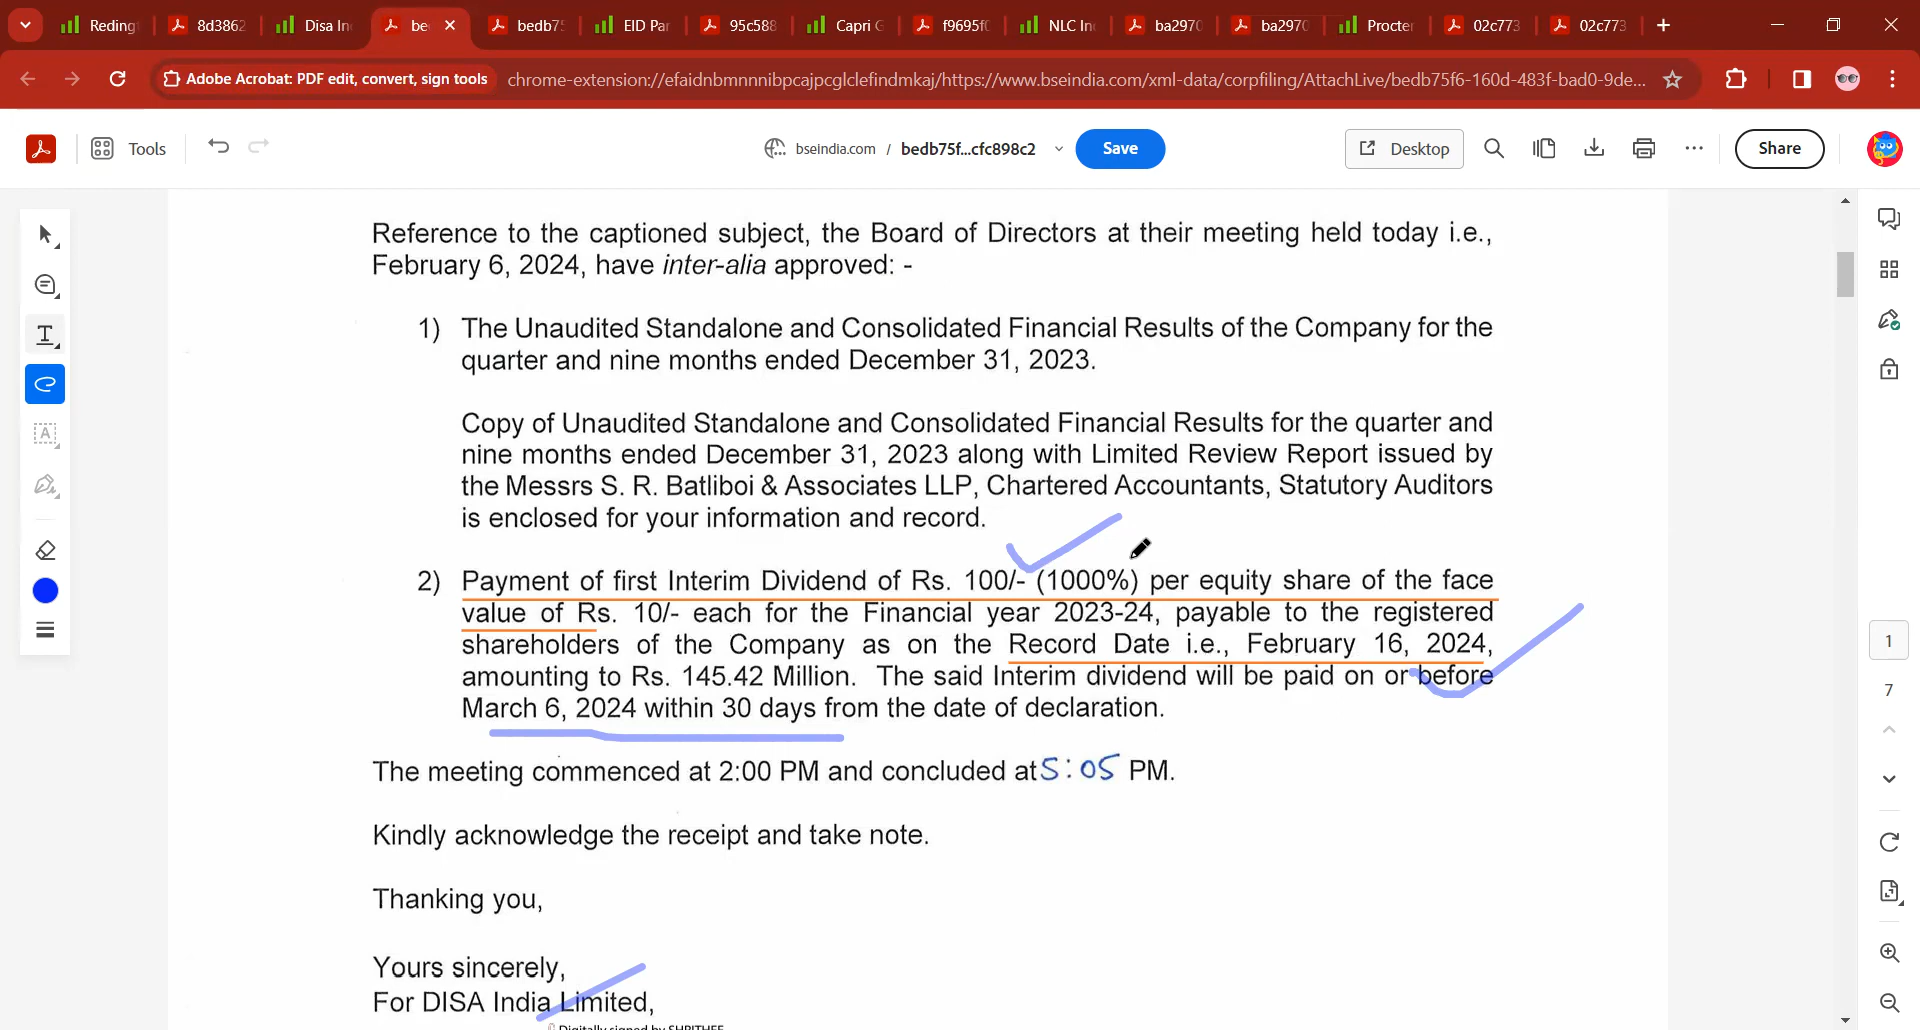 Reding
8d3862
Disa In
be
bedb75
EID Par
95c588
Capri G
f9695f0
NLC In
ba2970
ba2970
Procter
02c773
02c773
Adobe Acrobat: PDF edit, convert, sign tools
chrome-extension://efaidnbmnnnibpcajpcglclefindmkaj/https://www.bseindia.com/xml-data/corpfiling/AttachLive/bedb75f6-160d-483f-bad0-9de...
Tools
bseindia.com / bedb75f...cfc898c2
Save
Desktop
Share
Reference to the captioned subject, the Board of Directors at their meeting held today i.e.,
February 6, 2024, have inter-alia approved: -
1) The Unaudited Standalone and Consolidated Financial Results of the Company for the
quarter and nine months ended December 31, 2023.
Copy of Unaudited Standalone and Consolidated Financial Results for the quarter and
nine months ended December 31, 2023 along with Limited Review Report issued by
the Messrs S. R. Batliboi & Associates LLP, Chartered Accountants, Statutory Auditors
is enclosed for your information and record.
2) Payment of first Interim Dividend of Rs. 100/- (1000%) per equity share of the face
value of Rs. 10/- each for the Financial year 2023-24, payable to the registered
shareholders of the Company as on the Record Date i.e., February 16, 2024,
amounting to Rs. 145.42 Million. The said Interim dividend will be paid on or before
March 6, 2024 within 30 days from the date of declaration.
The meeting commenced at 2:00 PM and concluded at 5:05 PM.
Kindly acknowledge the receipt and take note.
Thanking you,
Yours sincerely,
For DISA India Limited,
Digitally signed by SHRITHEE
1
7